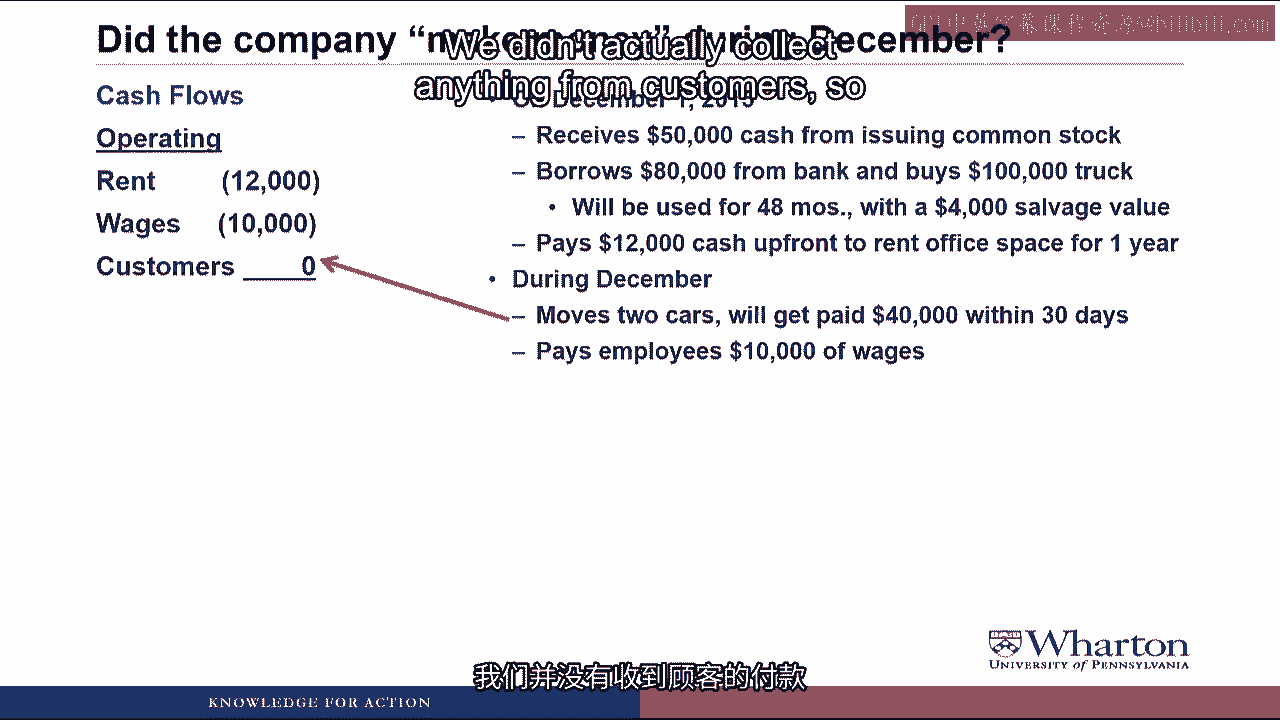 Did the company “make money” during December?
We didn't actually collect
anything from customers, so
Cash Flows
Operating
Rent (12,000)
Wages (10,000)
Customers 0
• On December 1, 2015
– Receives $50,000 cash from issuing common stock
– Borrows $80,000 from bank and buys $100,000 truck
• Will be used for 48 mos., with a $4,000 salvage value
– Pays $12,000 cash upfront to rent office space for 1 year
• During December
– Moves two cars, will get paid $40,000 within 30 days
– Pays employees $10,000 of wages
Wharton
UNIVERSITY of PENNSYLVANIA
我们并没有收到顾客的付款
KNOWLEDGE FOR ACTION